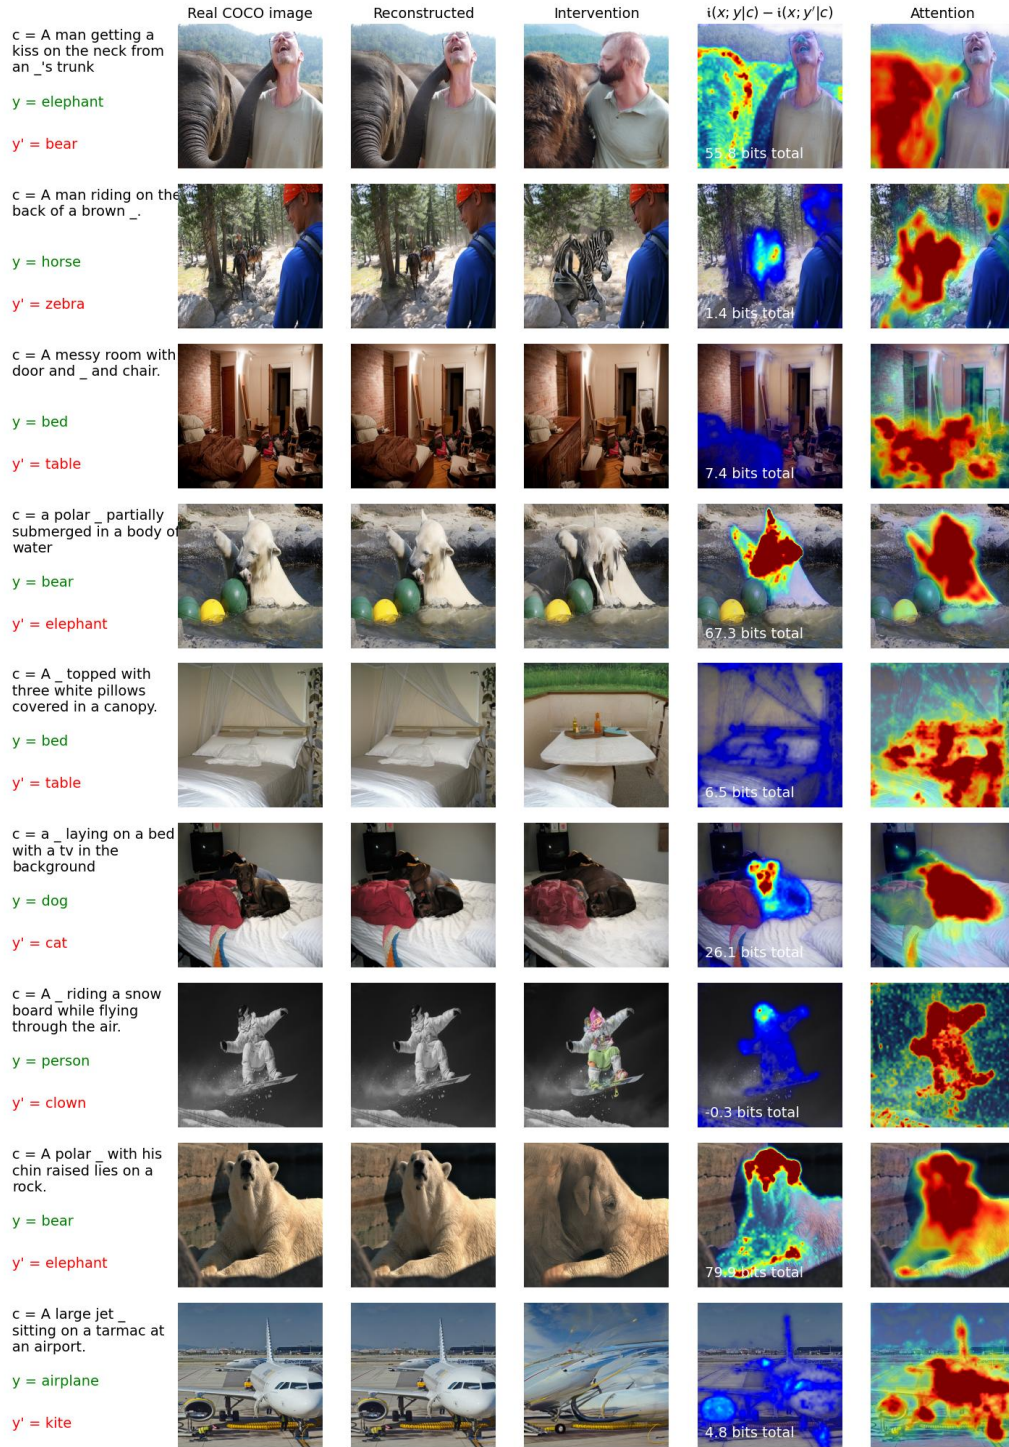 Real COCO image
Reconstructed
Intervention
𝔦(x; y|c) − 𝔦(x; y′|c)
Attention
c = A man getting a
kiss on the neck from
an _'s trunk
y = elephant
y' = bear
55.8 bits total
c = A man riding on the
back of a brown _.
y = horse
y' = zebra
1.4 bits total
c = A messy room with
door and _ and chair.
y = bed
y' = table
7.4 bits total
c = a polar _ partially
submerged in a body of
water
y = bear
y' = elephant
67.3 bits total
c = A _ topped with
three white pillows
covered in a canopy.
y = bed
y' = table
6.5 bits total
c = a _ laying on a bed
with a tv in the
background
y = dog
y' = cat
26.1 bits total
c = A _ riding a snow
board while flying
through the air.
y = person
y' = clown
-0.3 bits total
c = A polar _ with his
chin raised lies on a
rock.
y = bear
y' = elephant
79.9 bits total
c = A large jet _
sitting on a tarmac at
an airport.
y = airplane
y' = kite
4.8 bits total